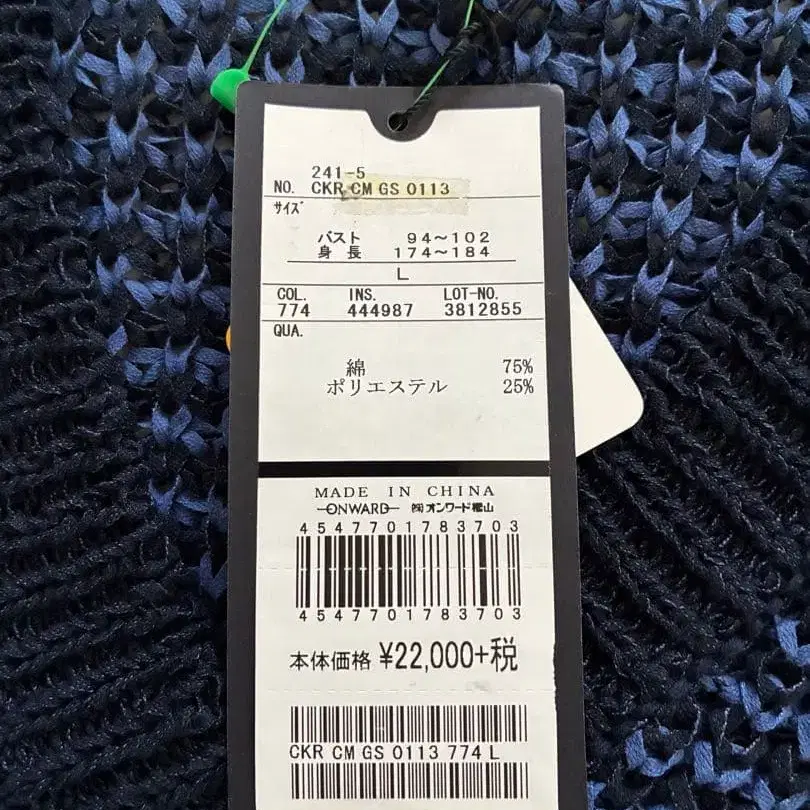 241-5
NO. CKR CM GS 0113
サイズ
バスト 94～102
身長 174～184
L
COL. INS. LOT-NO.
774 444987 3812855
QUA.
綿 75%
ポリエステル 25%
MADE IN CHINA
ONWARD ㈱オンワード樫山
4547701783703
4547701783703
本体価格 ¥22,000+税
CKR CM GS 0113 774 L